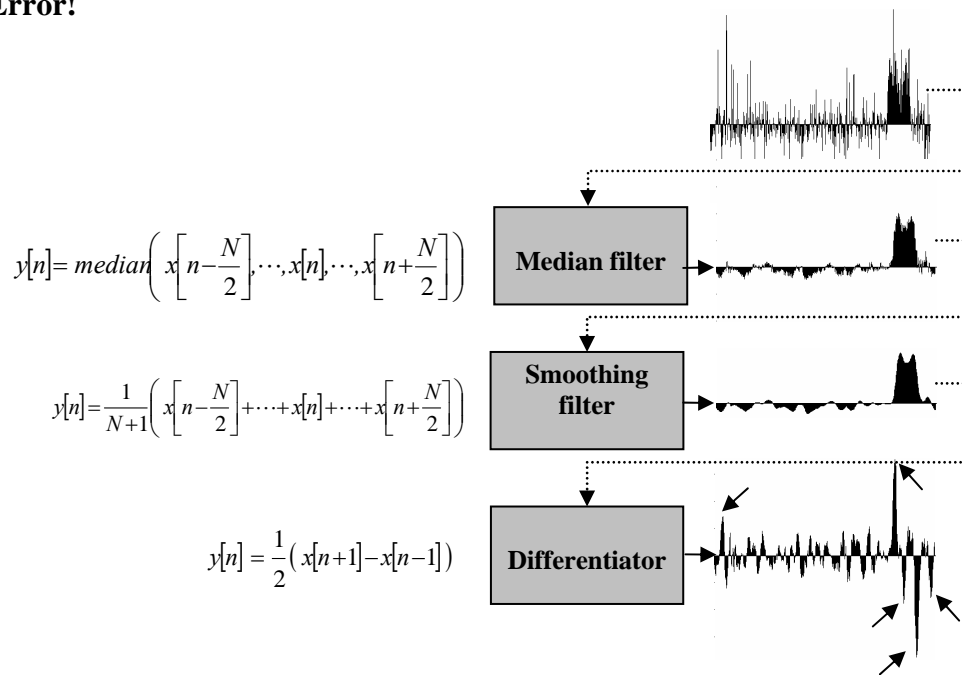 Error!
y[n]= median( x[n−N/2],⋯,x[n],⋯,x[n+N/2])
Median filter
y[n]=1/(N+1)( x[n−N/2]+⋯+x[n]+⋯+x[n+N/2])
Smoothing
filter
y[n] = 1/2( x[n+1]−x[n−1])
Differentiator